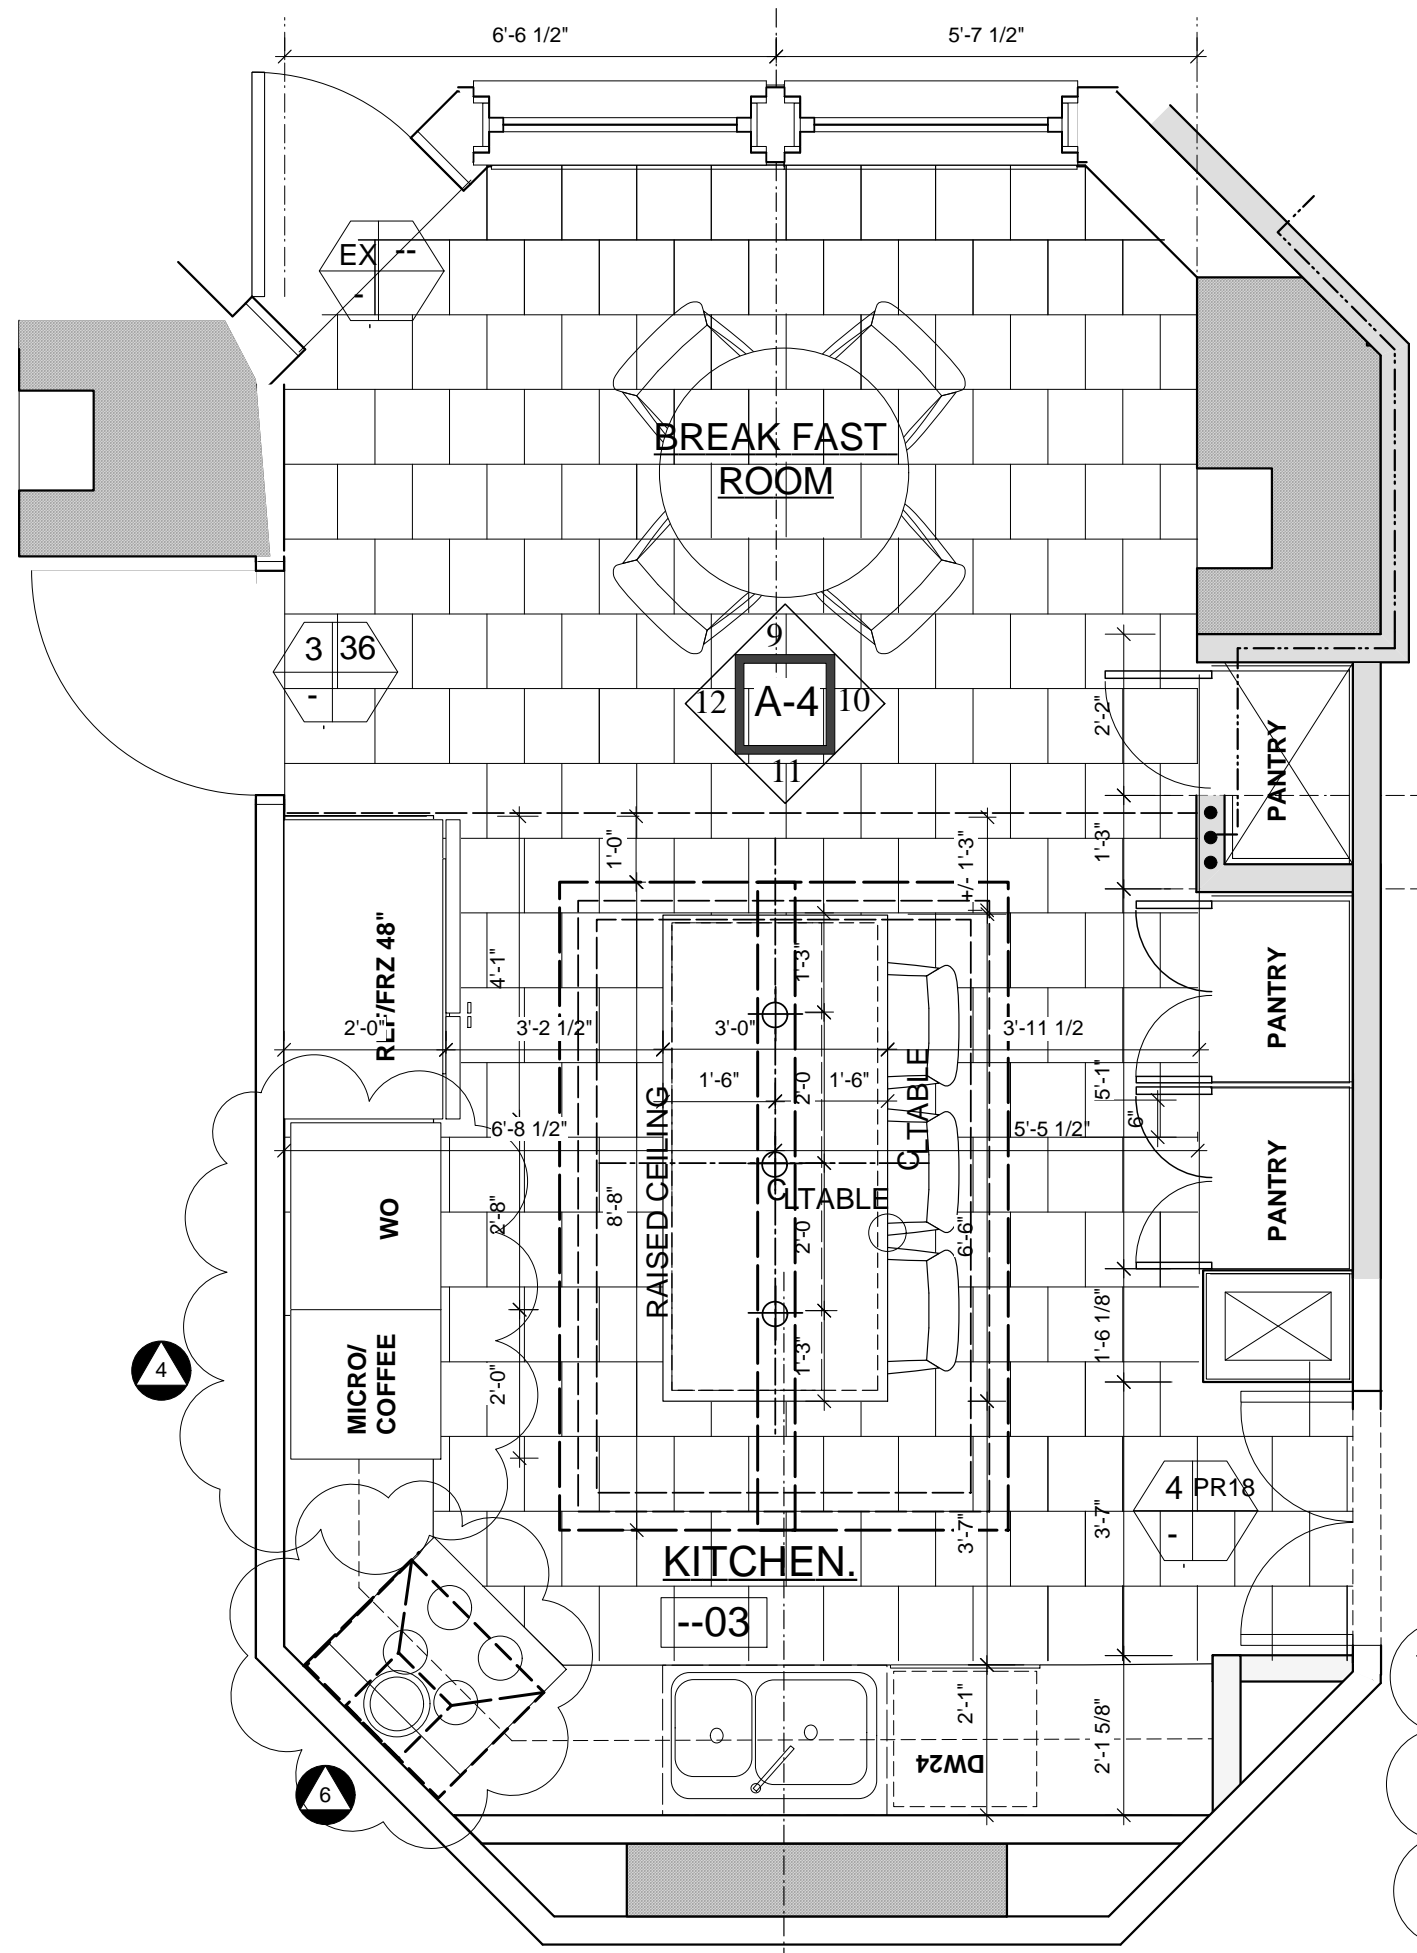 6'-6 1/2"
5'-7 1/2"
EX --
-
BREAK FAST
ROOM
3 36
-
9
12 A-4 10
11
2'-2"
PANTRY
1'-0"
+/- 1'-3"
1'-3"
REF/FRZ 48"
4'-1"
1'-3"
PANTRY
2'-0"
3'-2 1/2"
3'-0"
3'-11 1/2
1'-6"
2'-0
1'-6"
CLTABLE
5'-1"
6"
6'-8 1/2"
5'-5 1/2"
RAISED CEILING
CLTABLE
WO
2'-8"
8'-8"
2'-0
6'-6"
PANTRY
1'-6 1/8"
4
MICRO/
COFFEE
2'-0"
1'-3"
4 PR18
-
3'-7"
3'-7"
KITCHEN.
--03
2'-1"
2'-1 5/8"
DW24
6